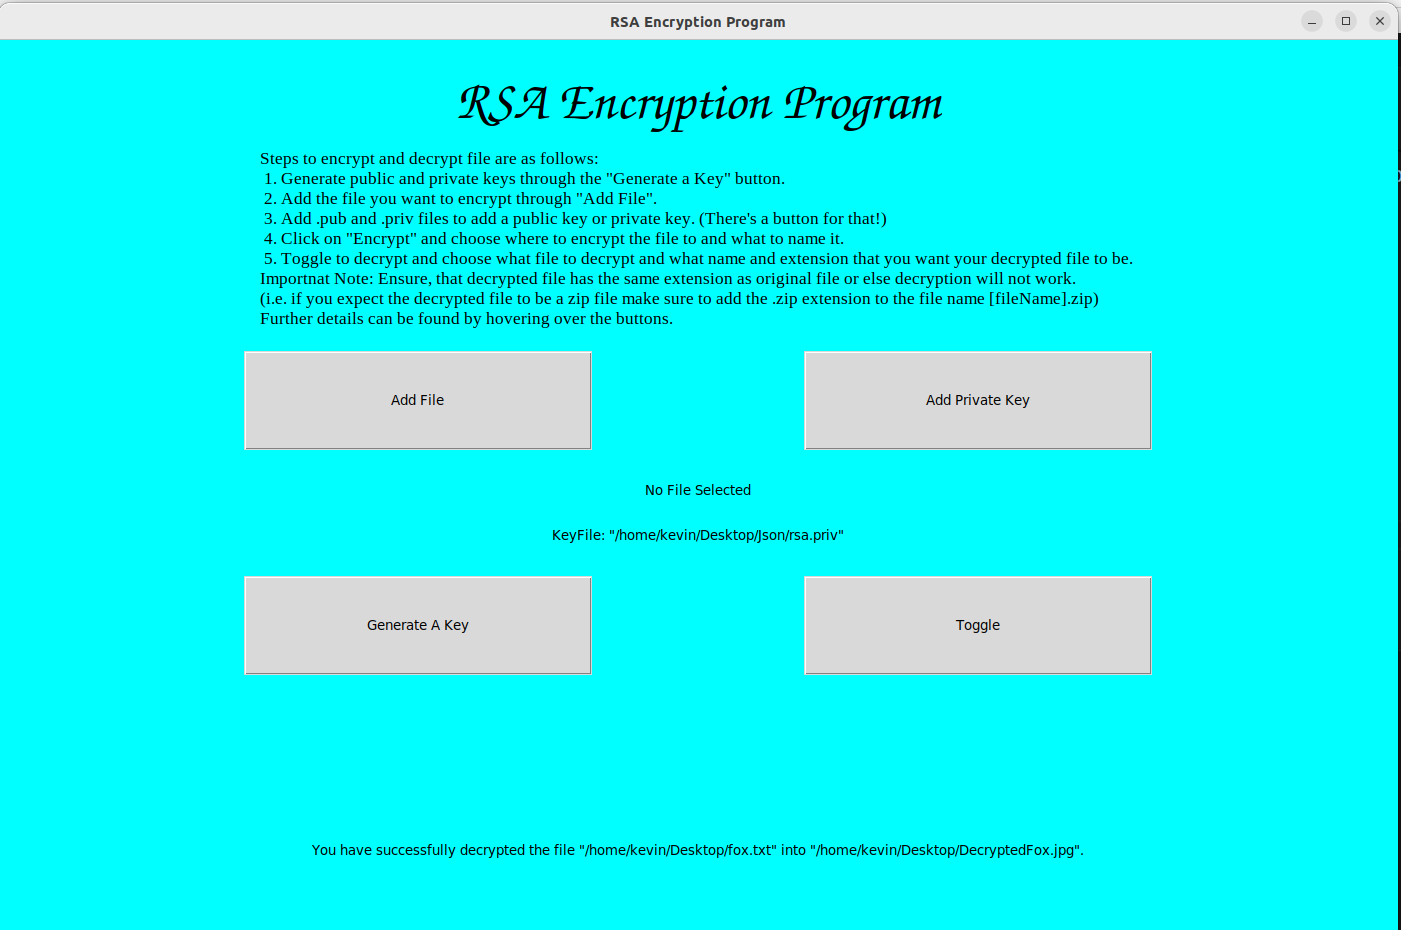 RSA Encryption Program
RSA Encryption Program
Steps to encrypt and decrypt file are as follows:
1. Generate public and private keys through the "Generate a Key" button.
2. Add the file you want to encrypt through "Add File".
3. Add .pub and .priv files to add a public key or private key. (There's a button for that!)
4. Click on "Encrypt" and choose where to encrypt the file to and what to name it.
5. Toggle to decrypt and choose what file to decrypt and what name and extension that you want your decrypted file to be.
Importnat Note: Ensure, that decrypted file has the same extension as original file or else decryption will not work.
(i.e. if you expect the decrypted file to be a zip file make sure to add the .zip extension to the file name [fileName].zip)
Further details can be found by hovering over the buttons.
Add File
Add Private Key
No File Selected
KeyFile: "/home/kevin/Desktop/Json/rsa.priv"
Generate A Key
Toggle
You have successfully decrypted the file "/home/kevin/Desktop/fox.txt" into "/home/kevin/Desktop/DecryptedFox.jpg".